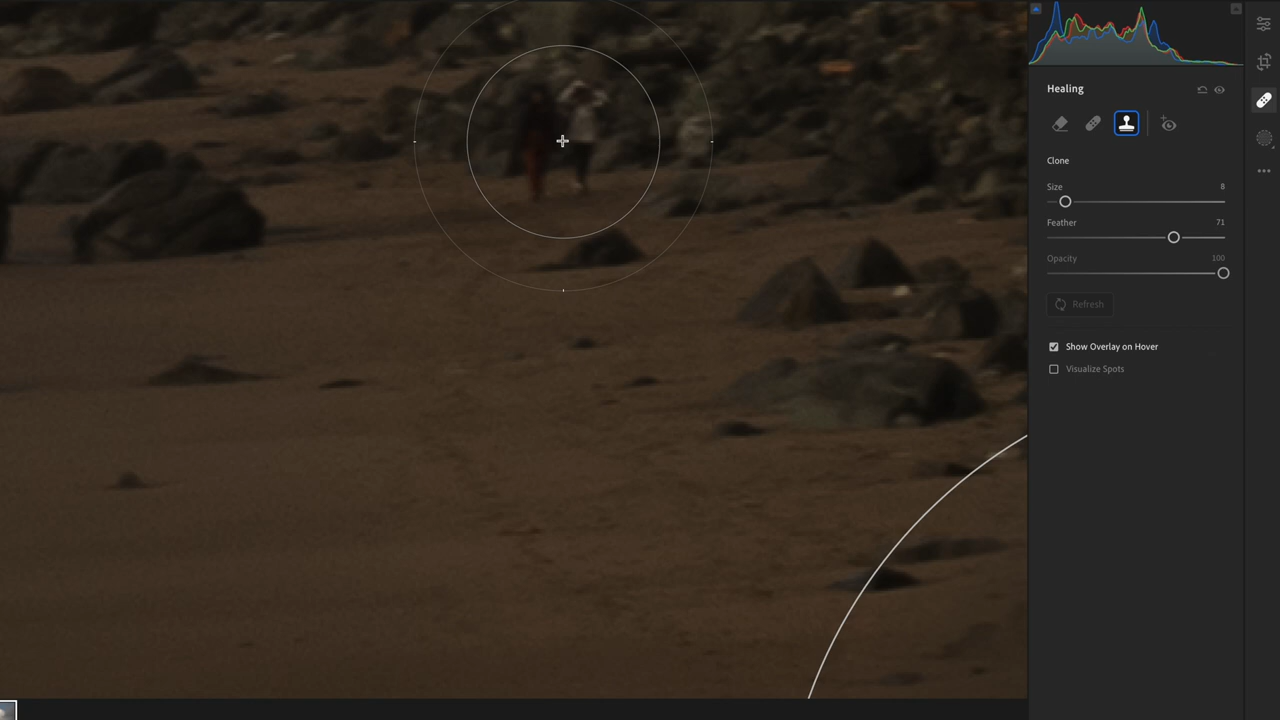 Healing
Clone
Size 8
Feather 71
Opacity 100
Refresh
Show Overlay on Hover
Visualize Spots